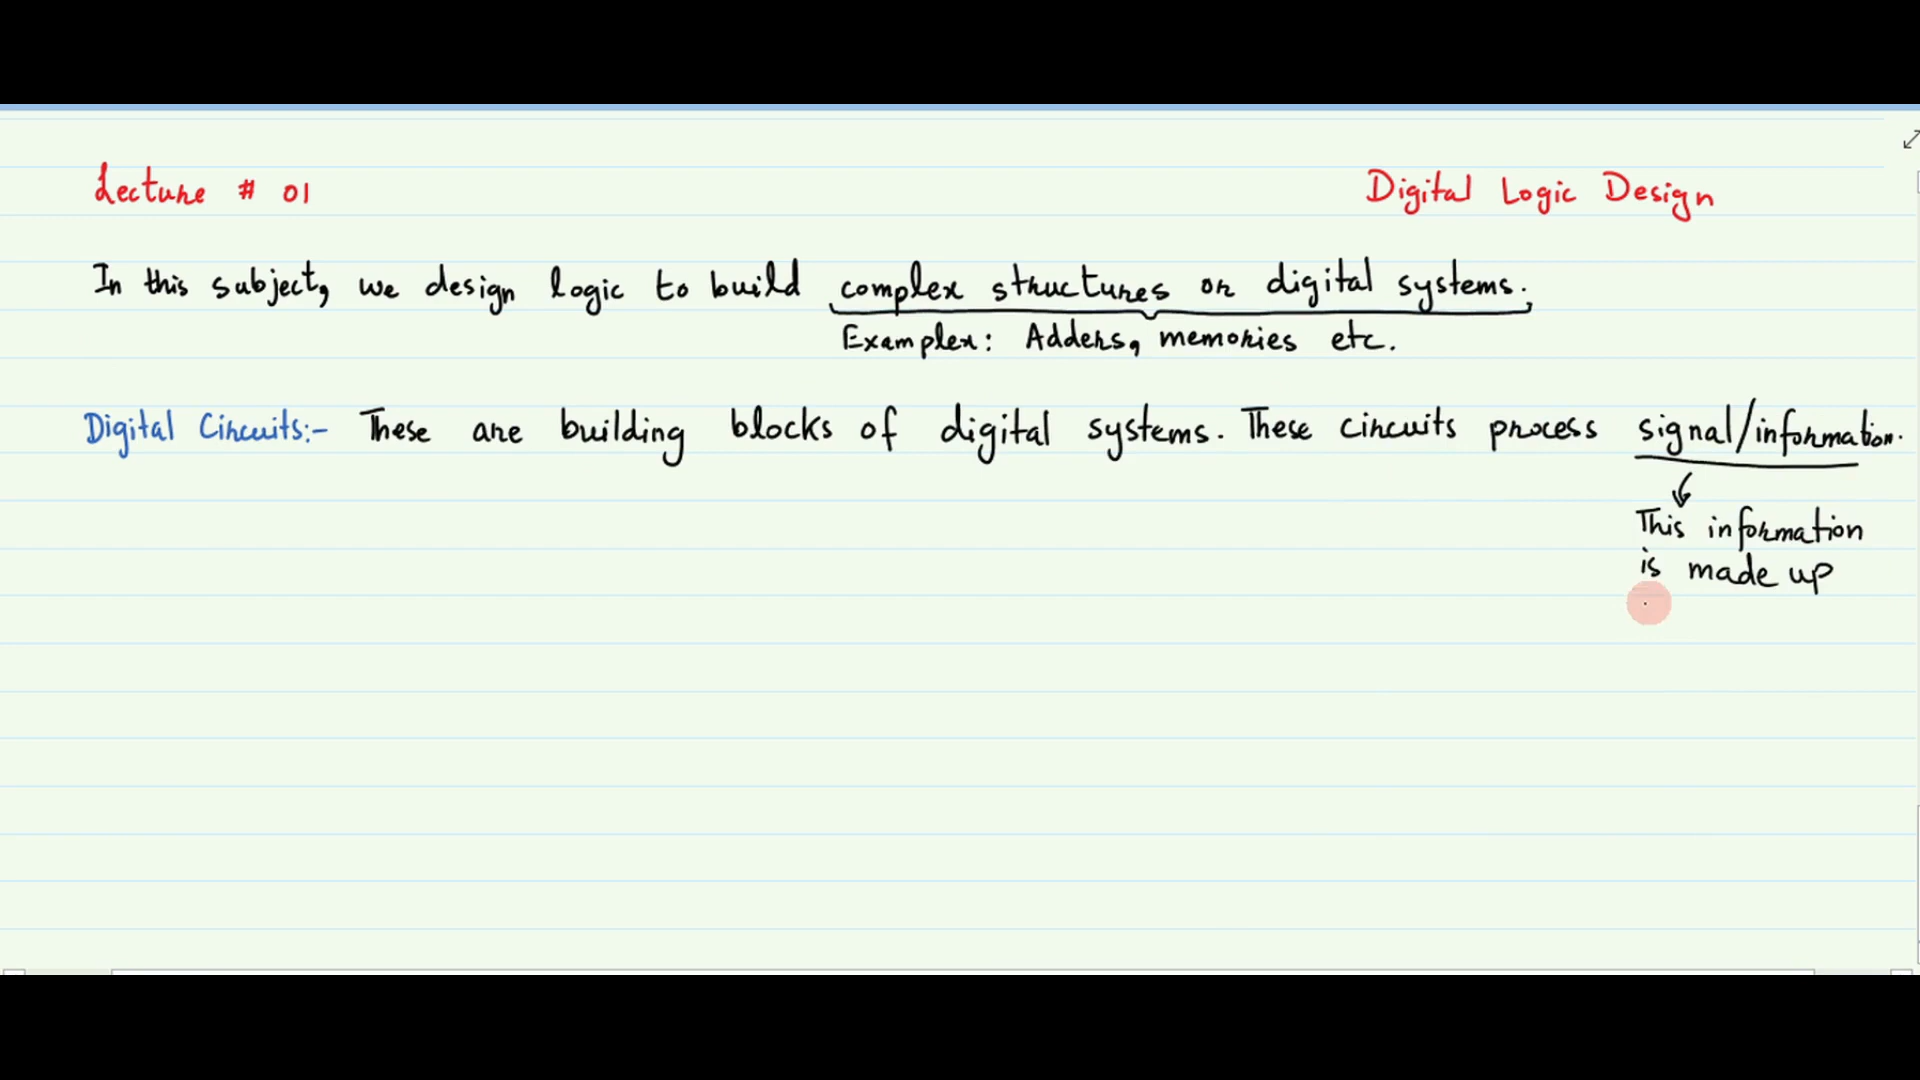 Lecture # 01
Digital Logic Design
In this subject, we design logic to build complex structures or digital systems.
Examples: Adders, memories etc.
Digital Circuits:- These are building blocks of digital systems. These circuits process signal/information.
This information
is made up